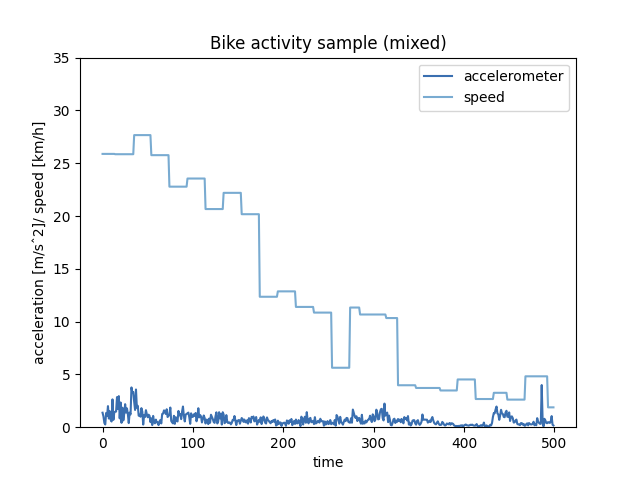 Bike activity sample (mixed)
accelerometer
speed
35
30
25
20
15
10
5
0
acceleration [m/sˆ2]/ speed [km/h]
0 100 200 300 400 500
time